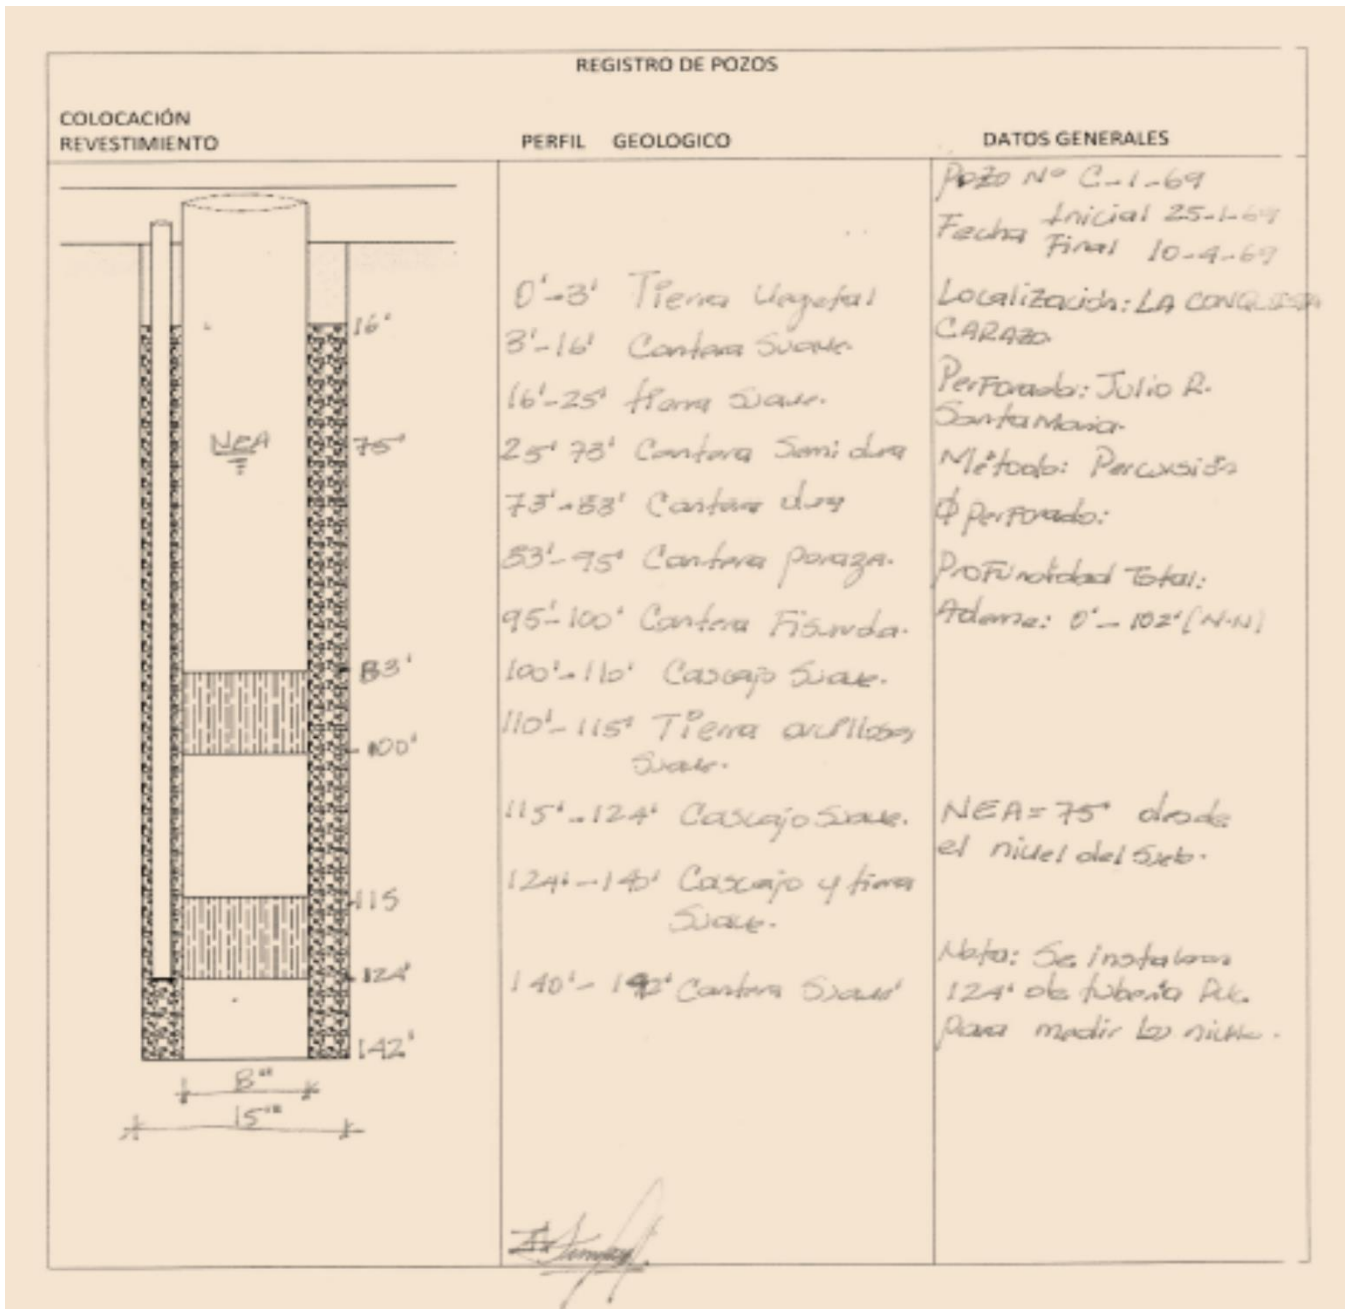 REGISTRO DE POZOS
COLOCACIÓN
REVESTIMIENTO
PERFIL GEOLOGICO
DATOS GENERALES
16'
NEA
75'
83'
100'
115
124'
142'
8"
15"
0'-3' Tierra Vegetal
3'-16' Cantera Suave.
16'-25' tierra suave.
25' 73' Cantera Semi dura
73'-83' Cantera dura
83'-95' Cantera poroza.
95'-100' Cantera Fisurada.
100'-110' Cascajo Suave.
110'-115' Tierra arcillosa
Suave.
115'-124' Cascajo Suave.
124'-140' Cascajo y tierra
Suave.
140'-142' Cantera Suave
Pozo Nº C-1-69
Fecha Inicial 25-1-69
Final 10-4-69
Localización: LA CONQUISTA
CARAZO
Perforado: Julio R.
Santa Maria.
Método: Percusión
Ф perforado:
Profundidad Total:
Ademe: 0'-102' (N-N)
NEA=75' desde
el nivel del suelo.
Nota: Se instalaron
124' de tubería PVC.
para medir los nivel.